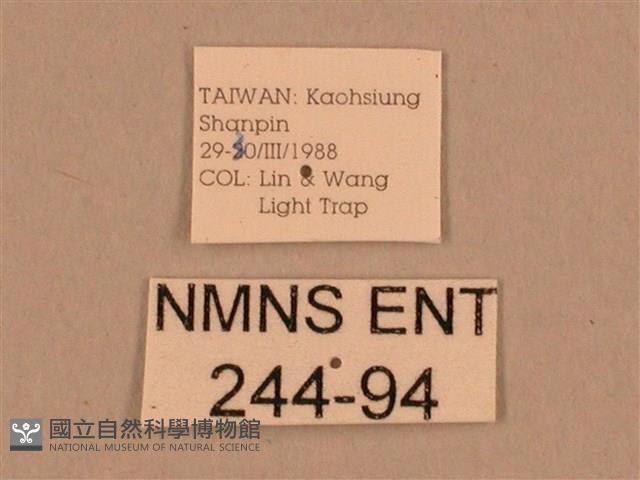 TAIWAN: Kaohsiung
Shanpin
29-30/III/1988
COL: Lin & Wang
Light Trap
NMNS ENT
244-94
國立自然科學博物館
NATIONAL MUSEUM OF NATURAL SCIENCE